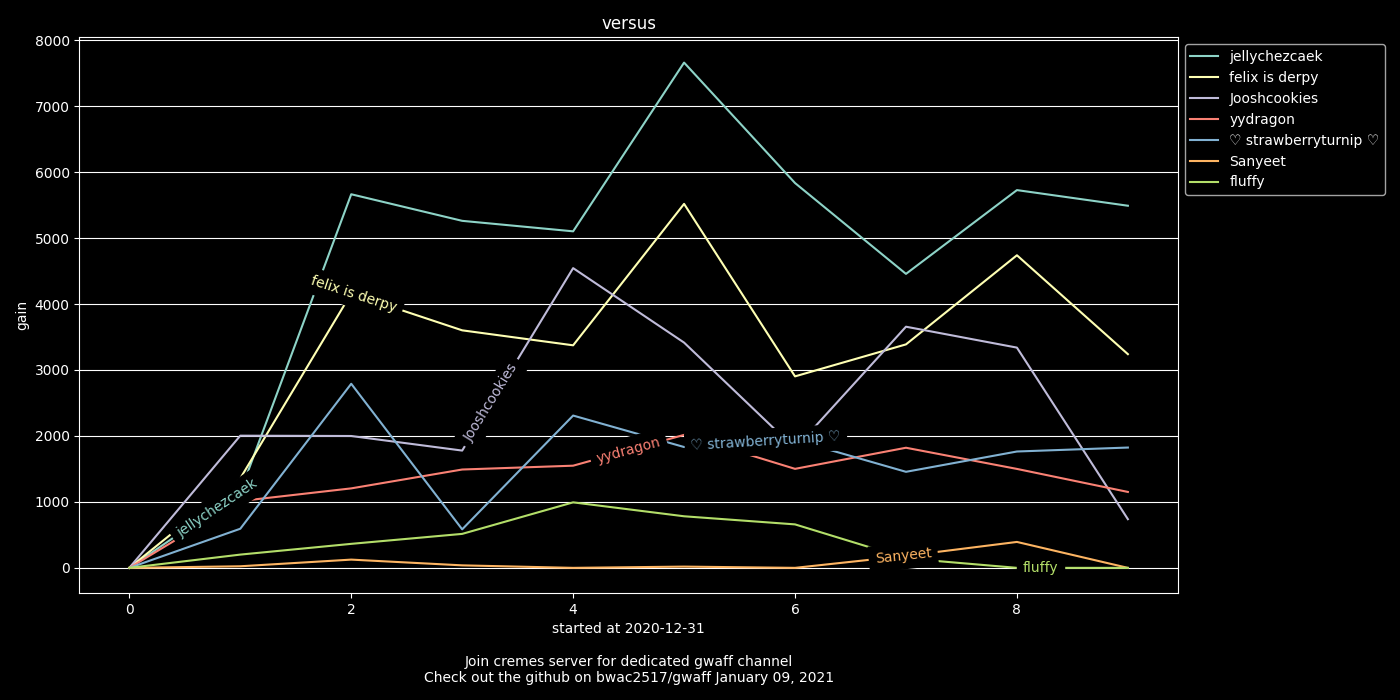 versus
8000
7000
6000
5000
4000
3000
2000
1000
0
gain
0 2 4 6 8
started at 2020-12-31
jellychezcaek
felix is derpy
Jooshcookies
yydragon
♡ strawberryturnip ♡
Sanyeet
fluffy
jellychezcaek
felix is derpy
Jooshcookies
yydragon
♡ strawberryturnip ♡
Sanyeet
fluffy
Join cremes server for dedicated gwaff channel
Check out the github on bwac2517/gwaff January 09, 2021